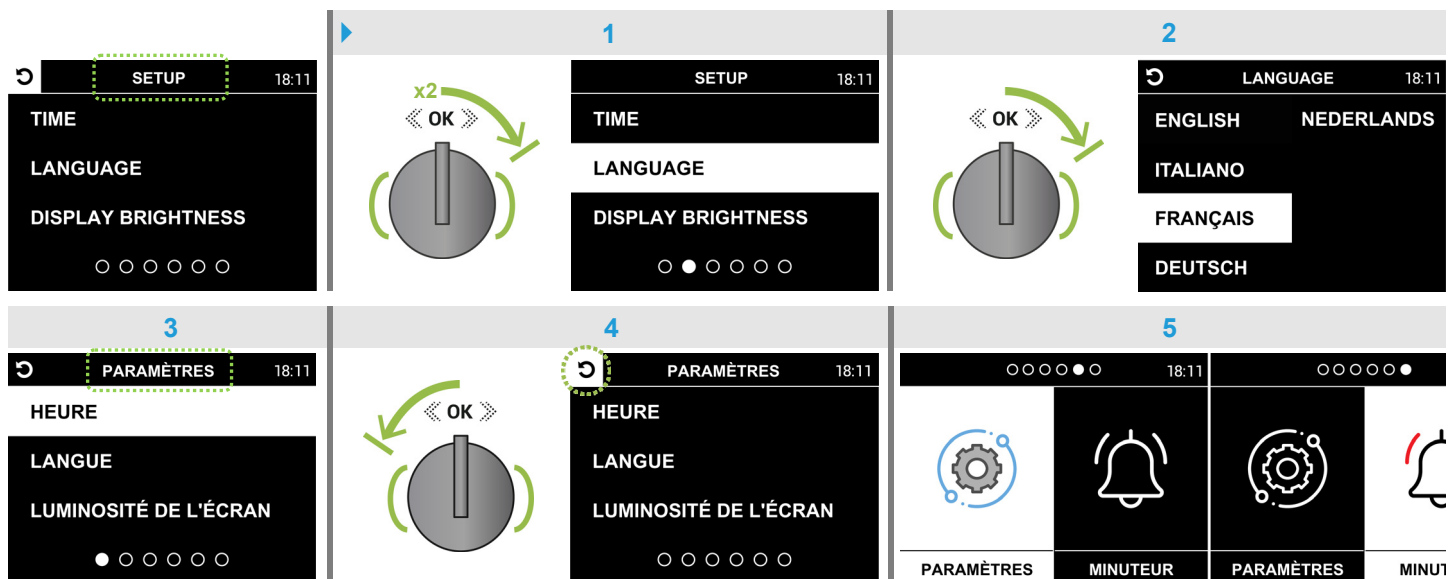 1
2
SETUP 18:11
TIME
LANGUAGE
DISPLAY BRIGHTNESS
x2
OK
SETUP 18:11
TIME
LANGUAGE
DISPLAY BRIGHTNESS
OK
LANGUAGE 18:11
ENGLISH NEDERLANDS
ITALIANO
FRANÇAIS
DEUTSCH
3
4
5
PARAMÈTRES 18:11
HEURE
LANGUE
LUMINOSITÉ DE L'ÉCRAN
OK
PARAMÈTRES 18:11
HEURE
LANGUE
LUMINOSITÉ DE L'ÉCRAN
18:11
PARAMÈTRES MINUTEUR
PARAMÈTRES MINUT